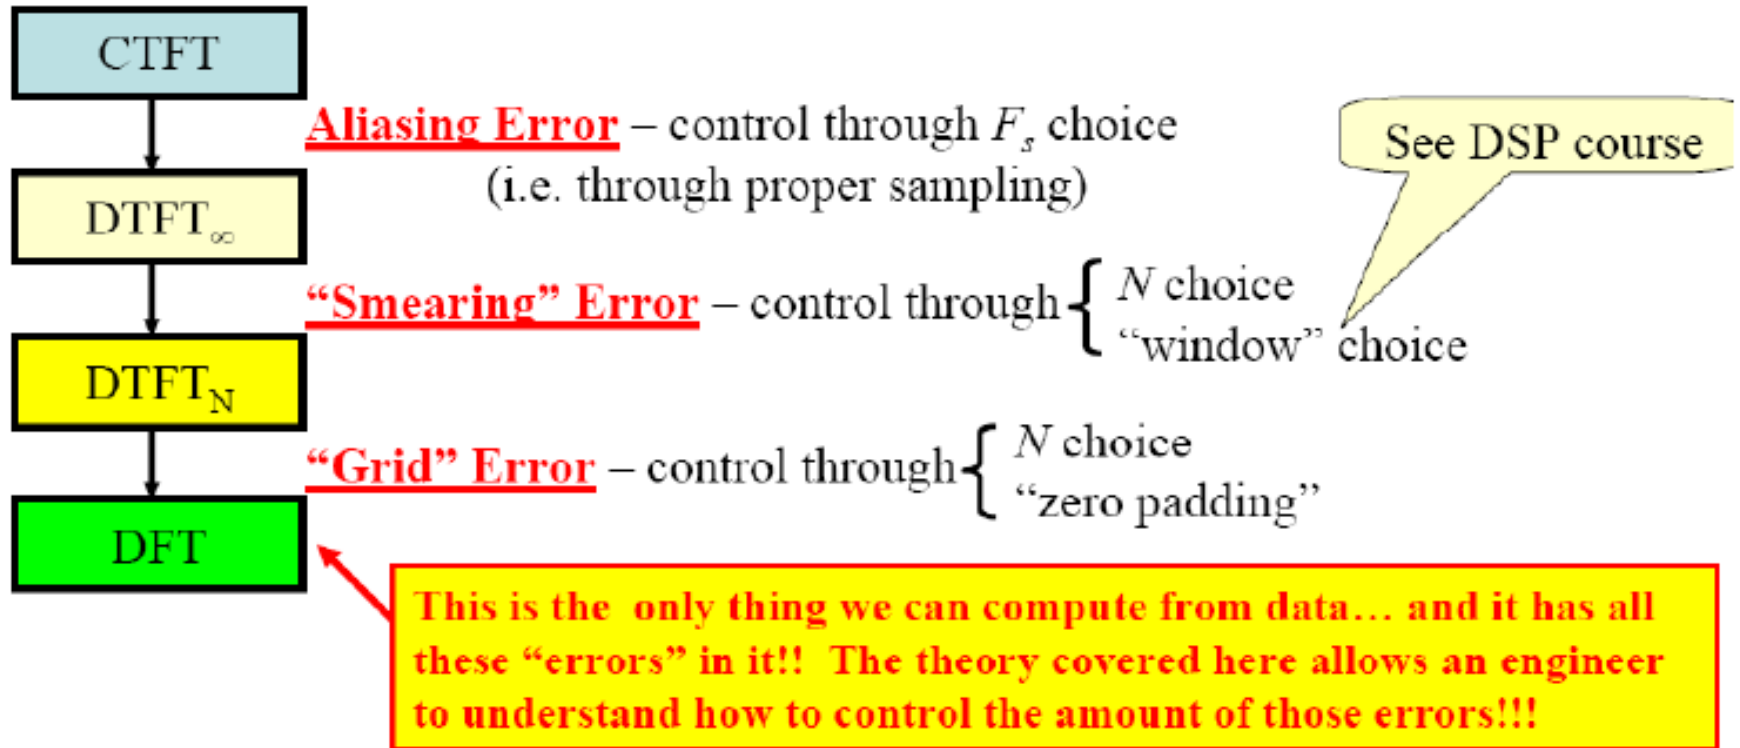 CTFT
Aliasing Error – control through Fs choice
(i.e. through proper sampling)
See DSP course
DTFT∞
“Smearing” Error – control through { N choice
“window” choice
DTFTN
“Grid” Error – control through { N choice
“zero padding”
DFT
This is the only thing we can compute from data… and it has all
these “errors” in it!! The theory covered here allows an engineer
to understand how to control the amount of those errors!!!